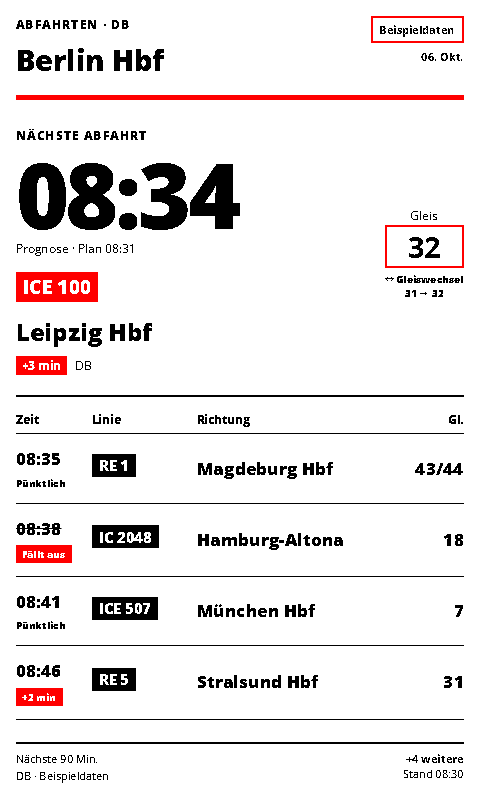 ABFAHRTEN · DB
Beispieldaten
Berlin Hbf
06. Okt.
NÄCHSTE ABFAHRT
08:34
Prognose · Plan 08:31
Gleis
32
↔ Gleiswechsel
31 → 32
ICE 100
Leipzig Hbf
+3 min DB
Zeit Linie Richtung Gl.
08:35 RE 1 Magdeburg Hbf 43/44
Pünktlich
08:38 IC 2048 Hamburg-Altona 18
Fällt aus
08:41 ICE 507 München Hbf 7
Pünktlich
08:46 RE 5 Stralsund Hbf 31
+2 min
Nächste 90 Min. +4 weitere
DB · Beispieldaten Stand 08:30